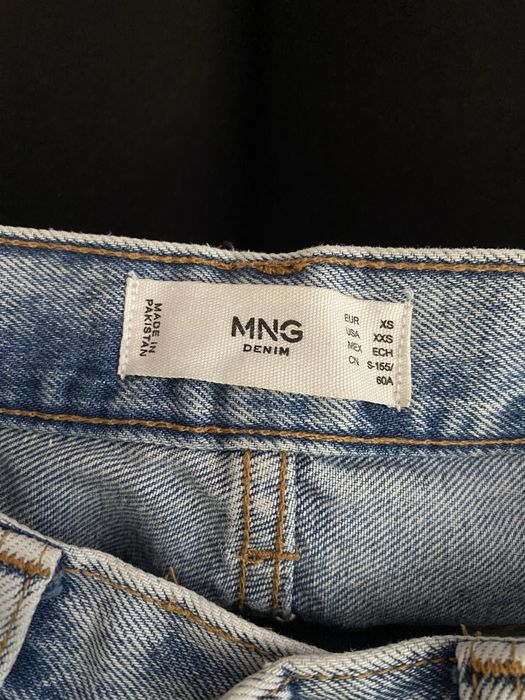 MADE IN
PAKISTAN
MNG
DENIM
EUR XS
USA XXS
MEX ECH
CN S-155/
60A